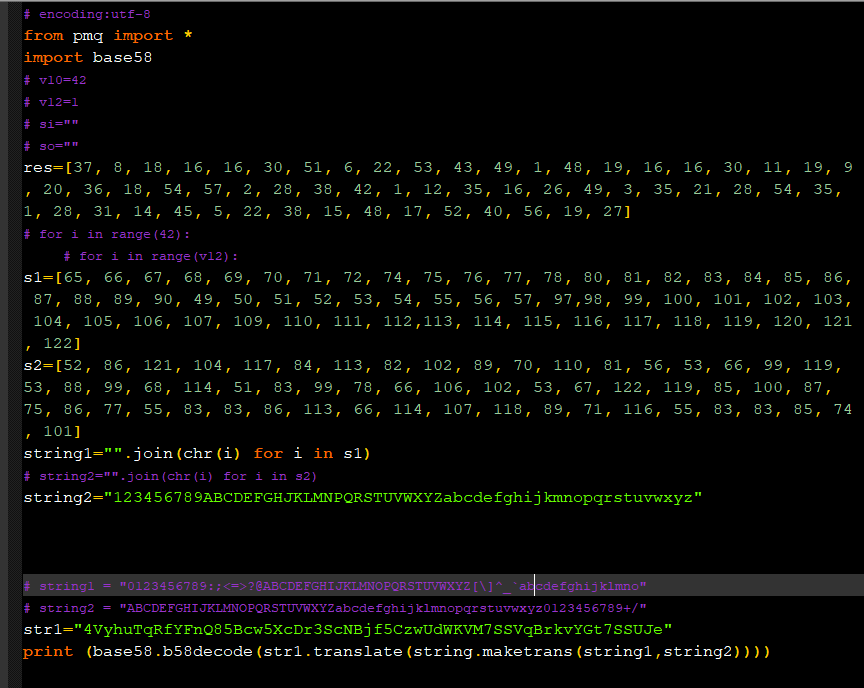 # encoding:utf-8
from pmq import *
import base58
# v10=42
# v12=1
# si=""
# so=""
res=[37, 8, 18, 16, 16, 30, 51, 6, 22, 53, 43, 49, 1, 48, 19, 16, 16, 30, 11, 19, 9
, 20, 36, 18, 54, 57, 2, 28, 38, 42, 1, 12, 35, 16, 26, 49, 3, 35, 21, 28, 54, 35,
1, 28, 31, 14, 45, 5, 22, 38, 15, 48, 17, 52, 40, 56, 19, 27]
# for i in range(42):
# for i in range(v12):
s1=[65, 66, 67, 68, 69, 70, 71, 72, 74, 75, 76, 77, 78, 80, 81, 82, 83, 84, 85, 86,
87, 88, 89, 90, 49, 50, 51, 52, 53, 54, 55, 56, 57, 97,98, 99, 100, 101, 102, 103,
104, 105, 106, 107, 109, 110, 111, 112,113, 114, 115, 116, 117, 118, 119, 120, 121
, 122]
s2=[52, 86, 121, 104, 117, 84, 113, 82, 102, 89, 70, 110, 81, 56, 53, 66, 99, 119,
53, 88, 99, 68, 114, 51, 83, 99, 78, 66, 106, 102, 53, 67, 122, 119, 85, 100, 87,
75, 86, 77, 55, 83, 83, 86, 113, 66, 114, 107, 118, 89, 71, 116, 55, 83, 83, 85, 74
, 101]
string1="".join(chr(i) for i in s1)
# string2="".join(chr(i) for i in s2)
string2="123456789ABCDEFGHJKLMNPQRSTUVWXYZabcdefghijkmnopqrstuvwxyz"
# string1 = "0123456789:;<=>?@ABCDEFGHIJKLMNOPQRSTUVWXYZ[\]^_`abcdefghijklmno"
# string2 = "ABCDEFGHIJKLMNOPQRSTUVWXYZabcdefghijklmnopqrstuvwxyz0123456789+/"
str1="4VyhuTqRfYFnQ85Bcw5XcDr3ScNBjf5CzwUdWKVM7SSVqBrkvYGt7SSUJe"
print (base58.b58decode(str1.translate(string.maketrans(string1,string2))))